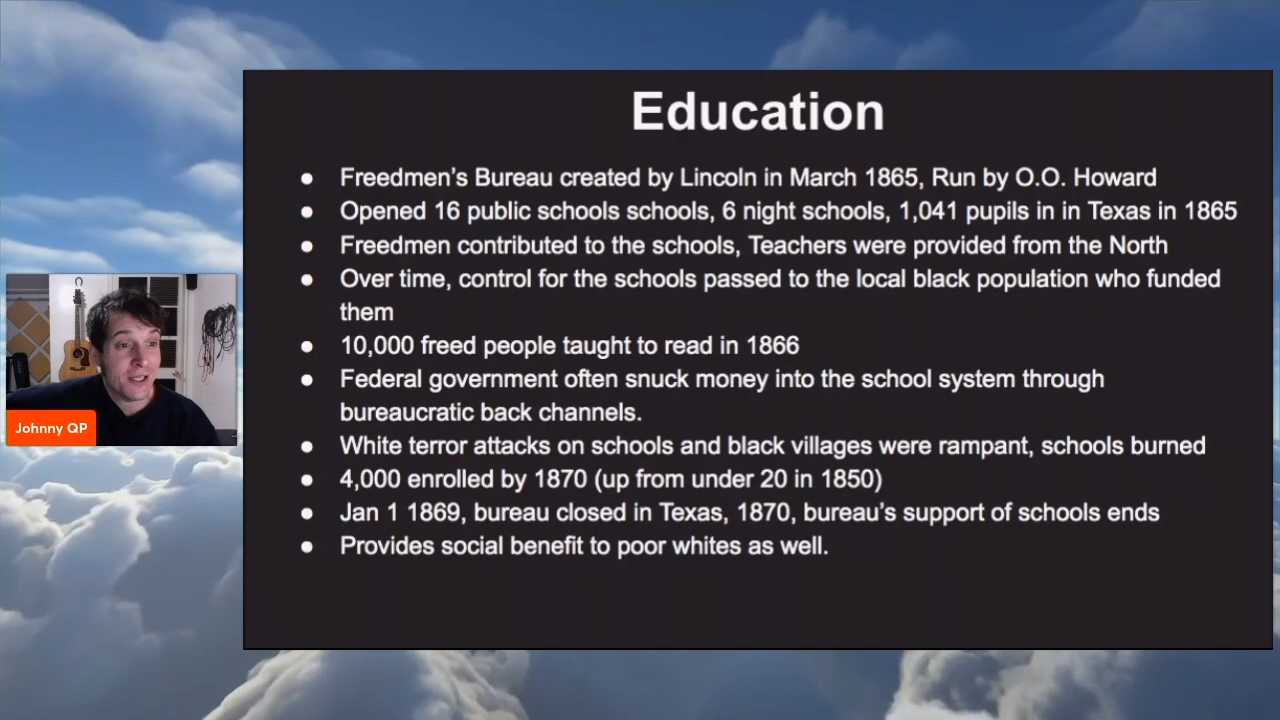 Education
Freedmen's Bureau created by Lincoln in March 1865, Run by O.O. Howard
Opened 16 public schools schools, 6 night schools, 1,041 pupils in in Texas in 1865
Freedmen contributed to the schools, Teachers were provided from the North
Over time, control for the schools passed to the local black population who funded
them
10,000 freed people taught to read in 1866
Federal government often snuck money into the school system through
bureaucratic back channels.
White terror attacks on schools and black villages were rampant, schools burned
4,000 enrolled by 1870 (up from under 20 in 1850)
Jan 1 1869, bureau closed in Texas, 1870, bureau's support of schools ends
Provides social benefit to poor whites as well.
Johnny QP